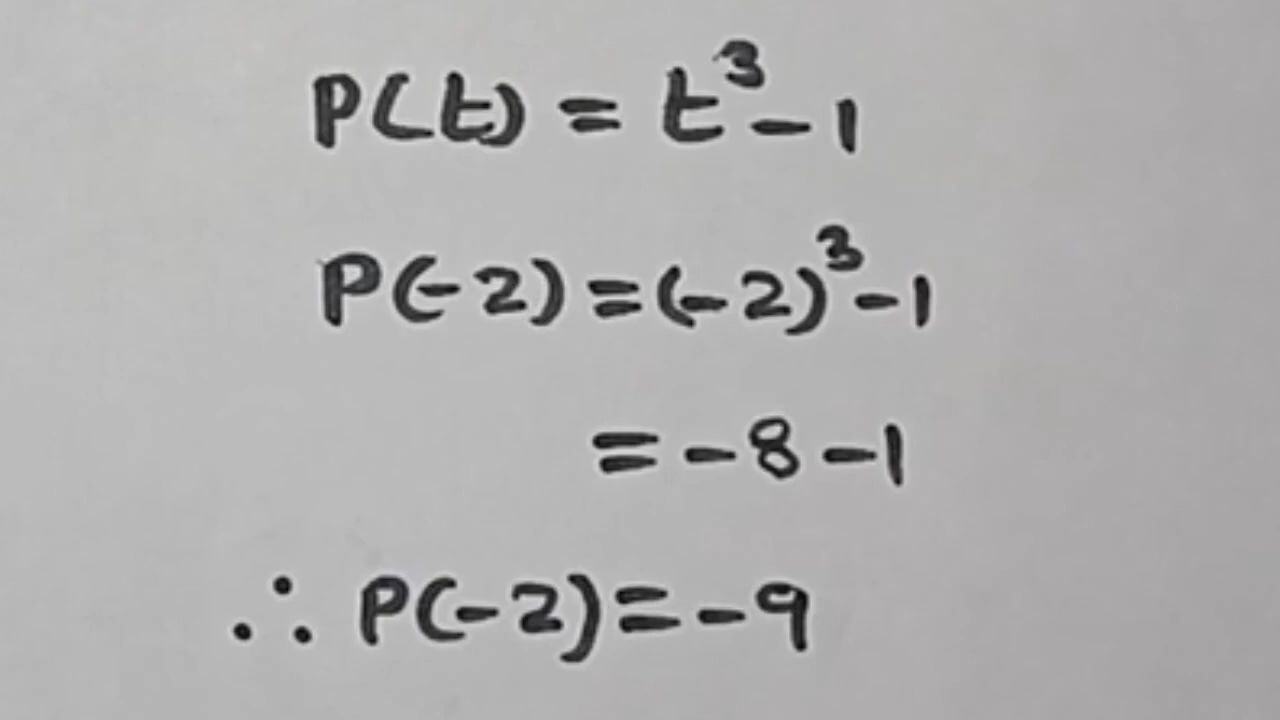 P(t) = t³ - 1
P(-2) = (-2)³ - 1
= -8 - 1
∴ P(-2) = -9